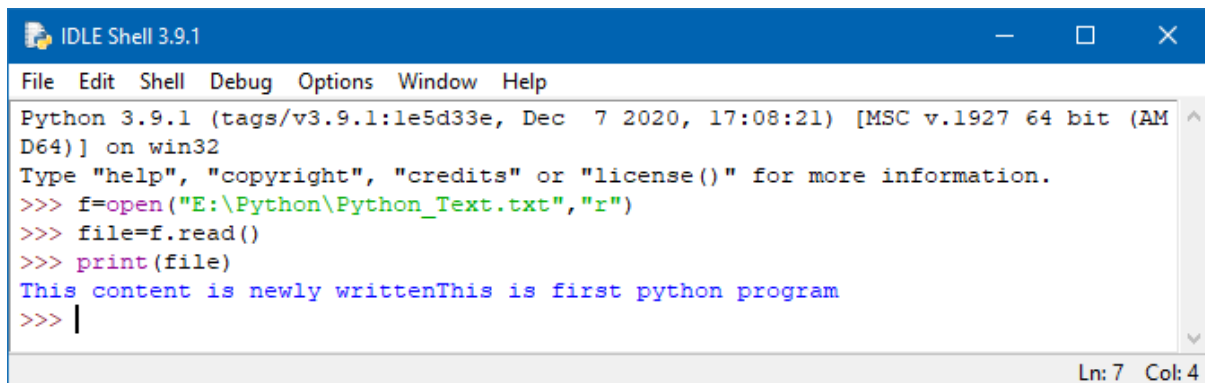 IDLE Shell 3.9.1
File Edit Shell Debug Options Window Help
Python 3.9.1 (tags/v3.9.1:1e5d33e, Dec  7 2020, 17:08:21) [MSC v.1927 64 bit (AM
D64)] on win32
Type "help", "copyright", "credits" or "license()" for more information.
>>> f=open("E:\Python\Python_Text.txt","r")
>>> file=f.read()
>>> print(file)
This content is newly writtenThis is first python program
>>>
Ln: 7 Col: 4